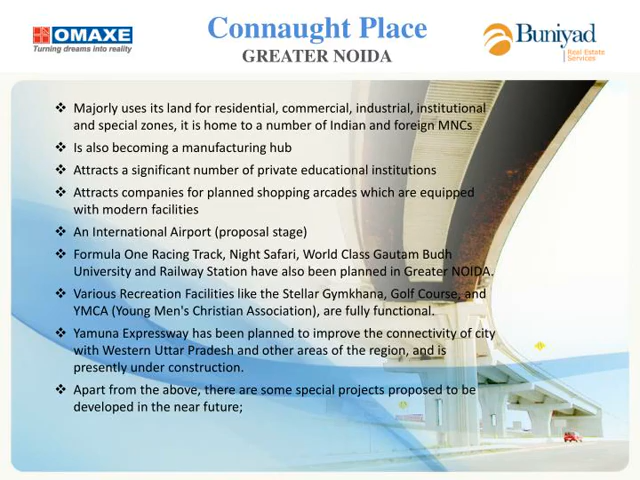 OMAXE
Turning dreams into reality
Connaught Place
GREATER NOIDA
Buniyad
Real Estate
Services
❖ Majorly uses its land for residential, commercial, industrial, institutional
and special zones, it is home to a number of Indian and foreign MNCs
❖ Is also becoming a manufacturing hub
❖ Attracts a significant number of private educational institutions
❖ Attracts companies for planned shopping arcades which are equipped
with modern facilities
❖ An International Airport (proposal stage)
❖ Formula One Racing Track, Night Safari, World Class Gautam Budh
University and Railway Station have also been planned in Greater NOIDA.
❖ Various Recreation Facilities like the Stellar Gymkhana, Golf Course, and
YMCA (Young Men's Christian Association), are fully functional.
❖ Yamuna Expressway has been planned to improve the connectivity of city
with Western Uttar Pradesh and other areas of the region, and is
presently under construction.
❖ Apart from the above, there are some special projects proposed to be
developed in the near future;